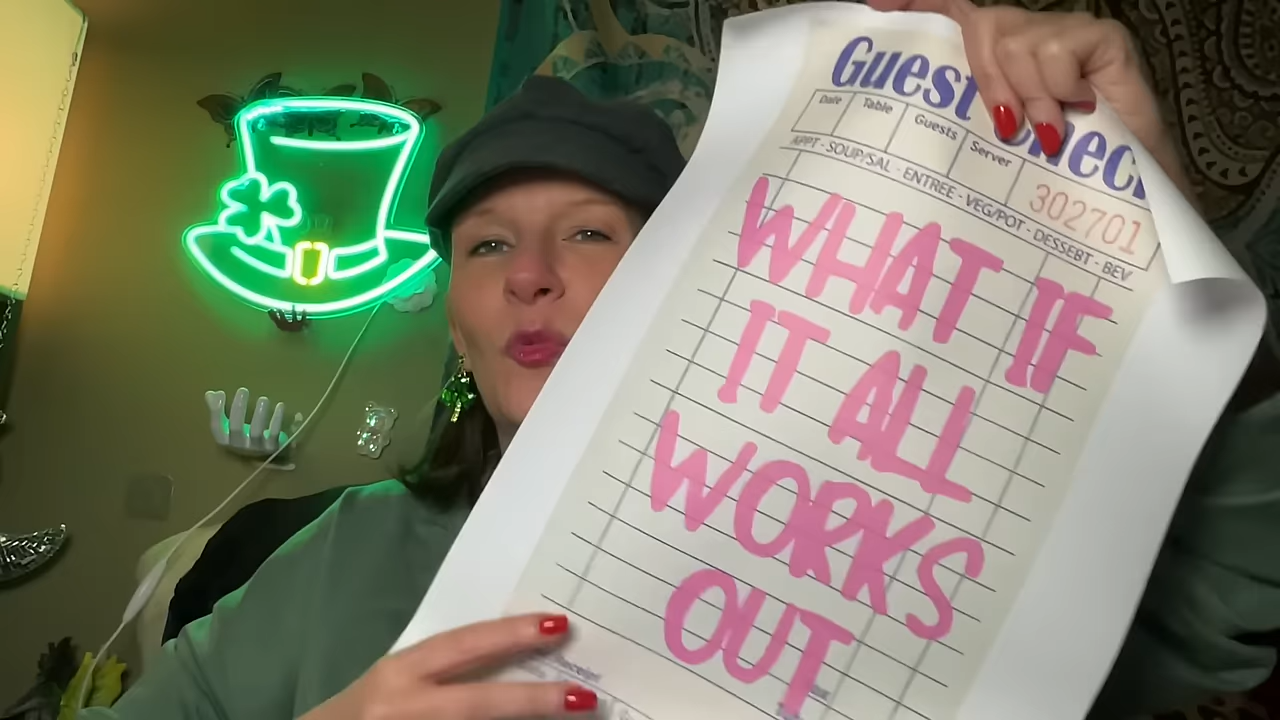 Guest Check
Date Table Guests Server
302701
APPT - SOUP/SAL - ENTREE - VEG/POT - DESSEBT - BEV
WHAT IF
IT ALL
WORKS
OUT